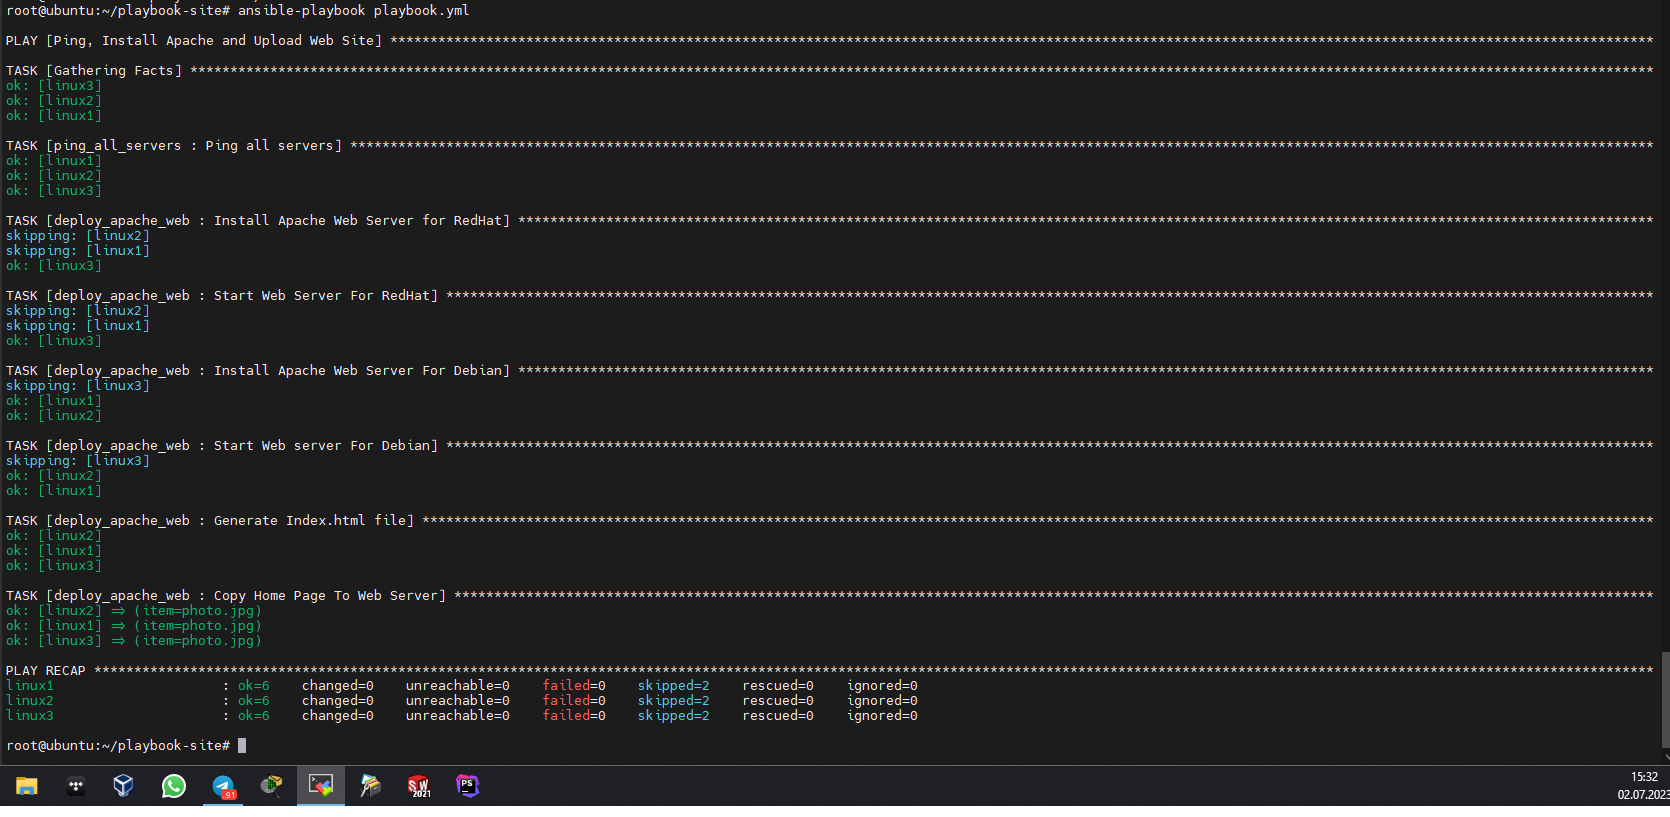 root@ubuntu:~/playbook-site# ansible-playbook playbook.yml
PLAY [Ping, Install Apache and Upload Web Site] ****************************************************************************************************************************************************************
TASK [Gathering Facts] *****************************************************************************************************************************************************************************************
ok: [linux3]
ok: [linux2]
ok: [linux1]
TASK [ping_all_servers : Ping all servers] *********************************************************************************************************************************************************************
ok: [linux1]
ok: [linux2]
ok: [linux3]
TASK [deploy_apache_web : Install Apache Web Server for RedHat] ************************************************************************************************************************************************
skipping: [linux2]
skipping: [linux1]
ok: [linux3]
TASK [deploy_apache_web : Start Web Server For RedHat] *********************************************************************************************************************************************************
skipping: [linux2]
skipping: [linux1]
ok: [linux3]
TASK [deploy_apache_web : Install Apache Web Server For Debian] ************************************************************************************************************************************************
skipping: [linux3]
ok: [linux1]
ok: [linux2]
TASK [deploy_apache_web : Start Web server For Debian] *********************************************************************************************************************************************************
skipping: [linux3]
ok: [linux2]
ok: [linux1]
TASK [deploy_apache_web : Generate Index.html file] ************************************************************************************************************************************************************
ok: [linux2]
ok: [linux1]
ok: [linux3]
TASK [deploy_apache_web : Copy Home Page To Web Server] ********************************************************************************************************************************************************
ok: [linux2] => (item=photo.jpg)
ok: [linux1] => (item=photo.jpg)
ok: [linux3] => (item=photo.jpg)
PLAY RECAP *****************************************************************************************************************************************************************************************************
linux1 : ok=6 changed=0 unreachable=0 failed=0 skipped=2 rescued=0 ignored=0
linux2 : ok=6 changed=0 unreachable=0 failed=0 skipped=2 rescued=0 ignored=0
linux3 : ok=6 changed=0 unreachable=0 failed=0 skipped=2 rescued=0 ignored=0
root@ubuntu:~/playbook-site#
91
SW
2021
PS
15:32
02.07.2023